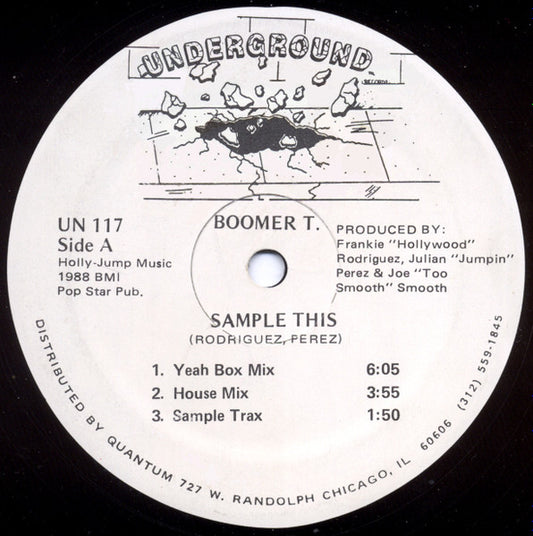 UNDERGROUND
UN 117
Side A
Holly-Jump Music
1988 BMI
Pop Star Pub.
BOOMER T.
PRODUCED BY:
Frankie "Hollywood"
Rodriguez, Julian "Jumpin"
Perez & Joe "Too
Smooth" Smooth
SAMPLE THIS
(RODRIGUEZ, PEREZ)
1. Yeah Box Mix 6:05
2. House Mix 3:55
3. Sample Trax 1:50
DISTRIBUTED BY QUANTUM 727 W. RANDOLPH CHICAGO, IL 60606 (312) 559-1845